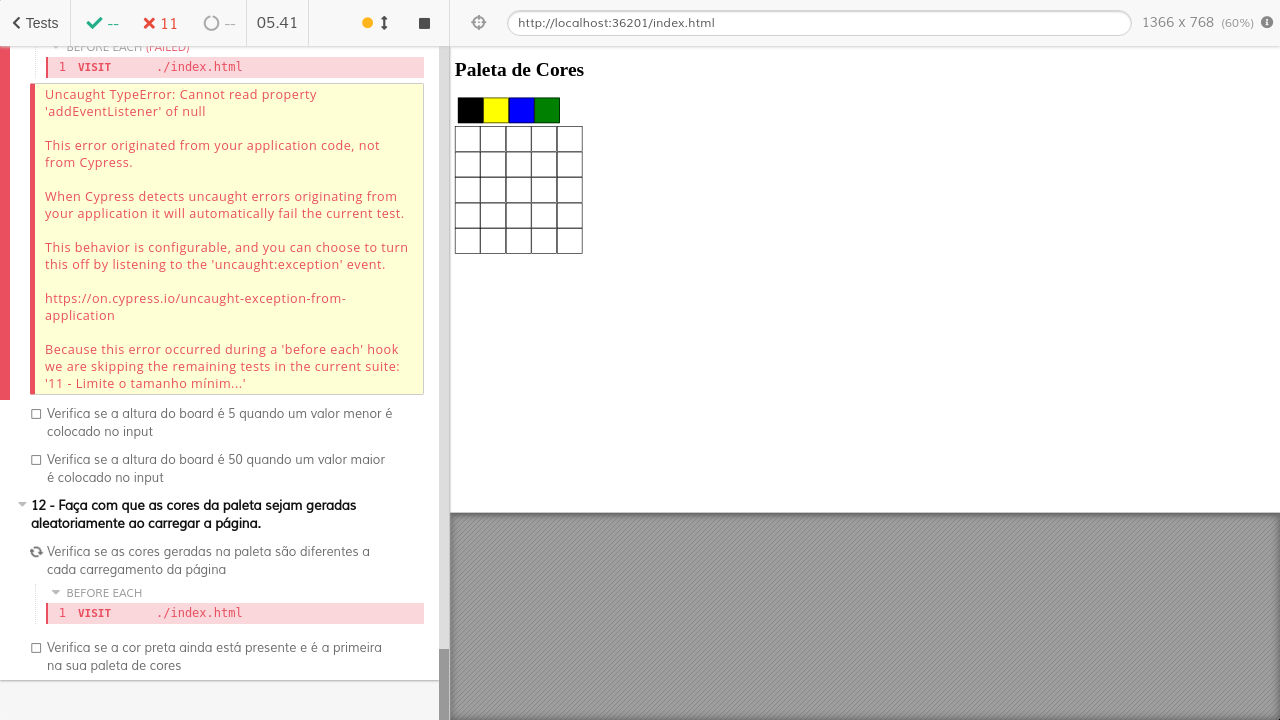 Tests
--
11
--
05.41
http://localhost:36201/index.html
1366 x 768 (60%)
BEFORE EACH (FAILED)
1 VISIT ./index.html
Uncaught TypeError: Cannot read property
'addEventListener' of null
This error originated from your application code, not
from Cypress.
When Cypress detects uncaught errors originating from
your application it will automatically fail the current test.
This behavior is configurable, and you can choose to turn
this off by listening to the 'uncaught:exception' event.
https://on.cypress.io/uncaught-exception-from-
application
Because this error occurred during a 'before each' hook
we are skipping the remaining tests in the current suite:
'11 - Limite o tamanho mínim...'
Verifica se a altura do board é 5 quando um valor menor é
colocado no input
Verifica se a altura do board é 50 quando um valor maior
é colocado no input
12 - Faça com que as cores da paleta sejam geradas
aleatoriamente ao carregar a página.
Verifica se as cores geradas na paleta são diferentes a
cada carregamento da página
BEFORE EACH
1 VISIT ./index.html
Verifica se a cor preta ainda está presente e é a primeira
na sua paleta de cores
Paleta de Cores